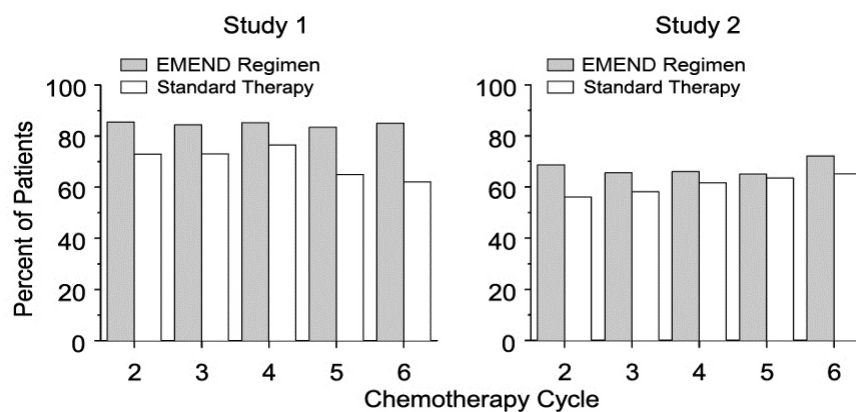 Study 1
EMEND Regimen
Standard Therapy
100
80
60
40
20
0
2 3 4 5 6
Percent of Patients
Study 2
EMEND Regimen
Standard Therapy
100
80
60
40
20
0
2 3 4 5 6
Chemotherapy Cycle